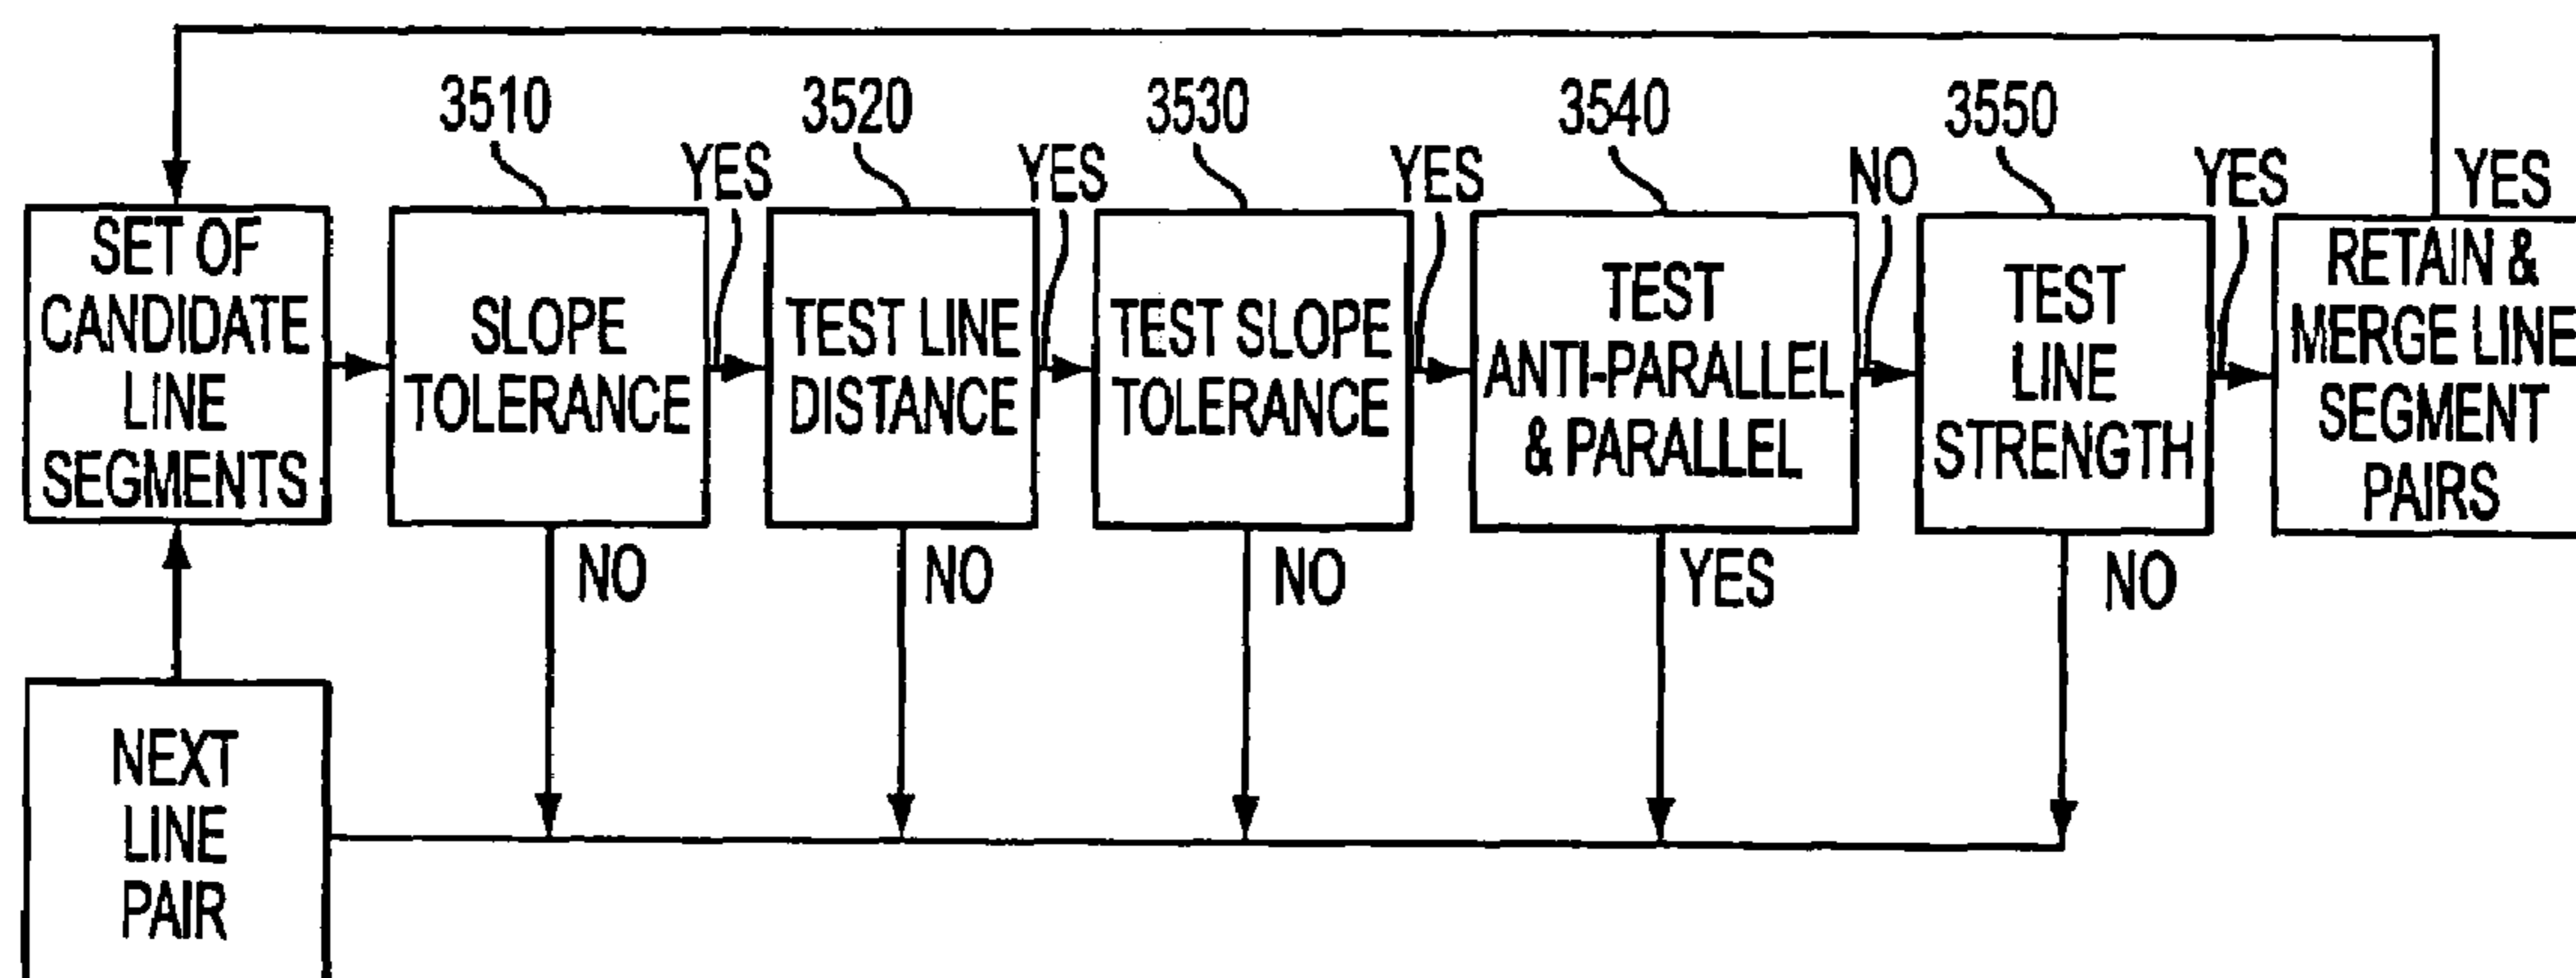 3510
3520
3530
3540
3550
YES
YES
YES
NO
YES
YES
SET OF
CANDIDATE
LINE
SEGMENTS
SLOPE
TOLERANCE
TEST LINE
DISTANCE
TEST SLOPE
TOLERANCE
TEST
ANTI-PARALLEL
& PARALLEL
TEST
LINE
STRENGTH
RETAIN &
MERGE LINE
SEGMENT
PAIRS
NO
NO
NO
YES
NO
NEXT
LINE
PAIR